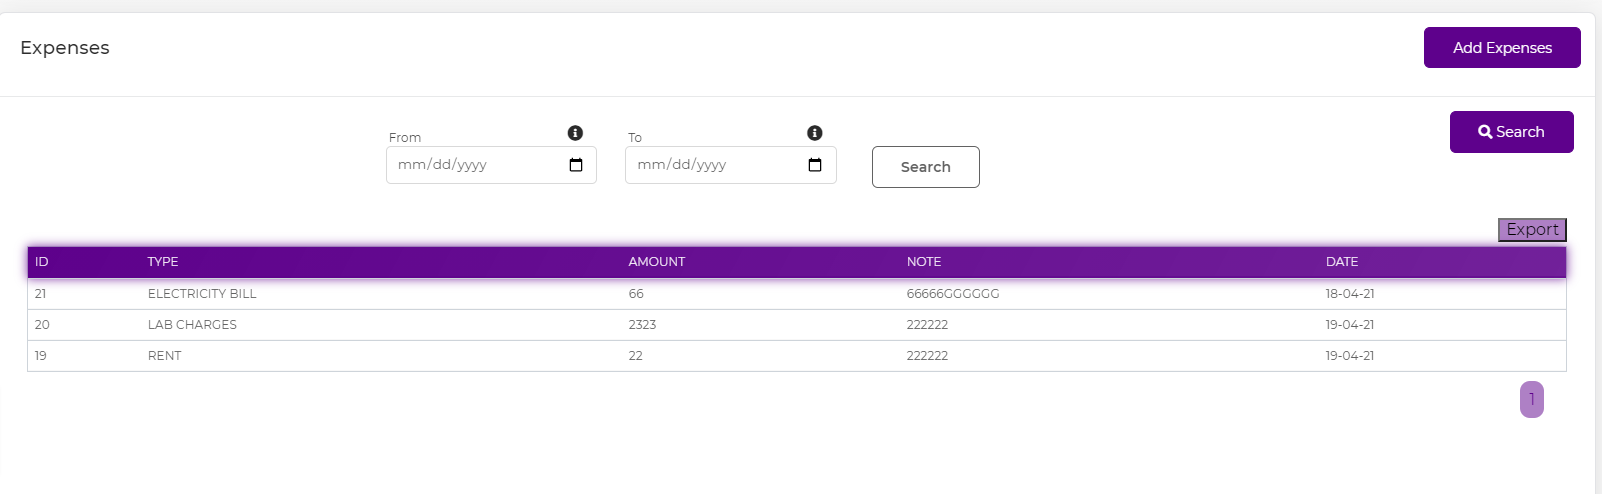 Expenses
Add Expenses
Search
From
To
mm/dd/yyyy
mm/dd/yyyy
Search
Export
ID TYPE AMOUNT NOTE DATE
21 ELECTRICITY BILL 66 66666GGGGGG 18-04-21
20 LAB CHARGES 2323 222222 19-04-21
19 RENT 22 222222 19-04-21
1